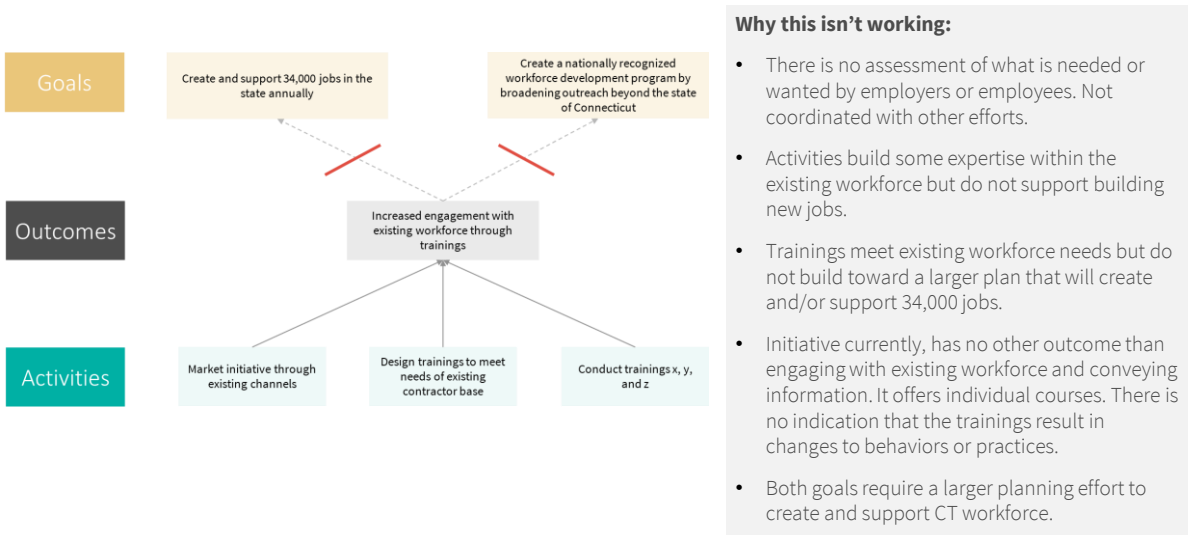 Goals
Create and support 34,000 jobs in the
state annually
Create a nationally recognized
workforce development program by
broadening outreach beyond the state
of Connecticut
Outcomes
Increased engagement with
existing workforce through
trainings
Activities
Market initiative through
existing channels
Design trainings to meet
needs of existing
contractor base
Conduct trainings x, y,
and z
Why this isn’t working:
• There is no assessment of what is needed or
wanted by employers or employees. Not
coordinated with other efforts.
• Activities build some expertise within the
existing workforce but do not support building
new jobs.
• Trainings meet existing workforce needs but do
not build toward a larger plan that will create
and/or support 34,000 jobs.
• Initiative currently, has no other outcome than
engaging with existing workforce and conveying
information. It offers individual courses. There is
no indication that the trainings result in
changes to behaviors or practices.
• Both goals require a larger planning effort to
create and support CT workforce.